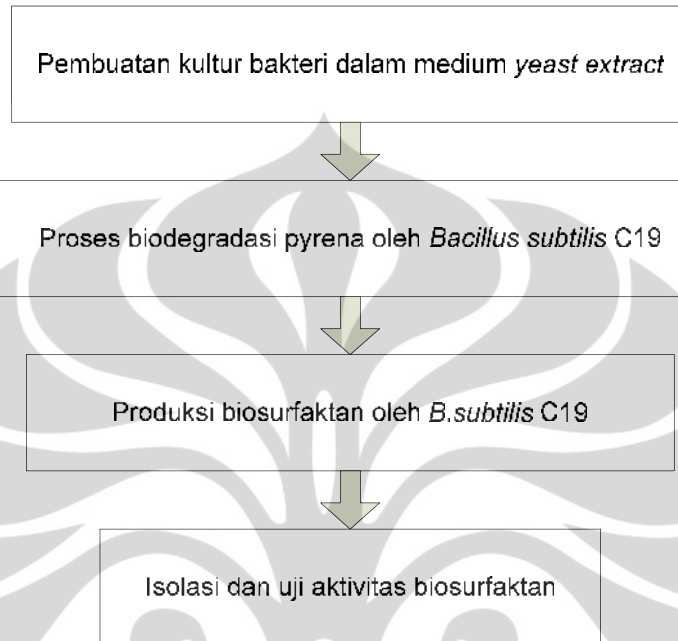 Pembuatan kultur bakteri dalam medium yeast extract
Proses biodegradasi pyrena oleh Bacillus subtilis C19
Produksi biosurfaktan oleh B.subtilis C19
Isolasi dan uji aktivitas biosurfaktan